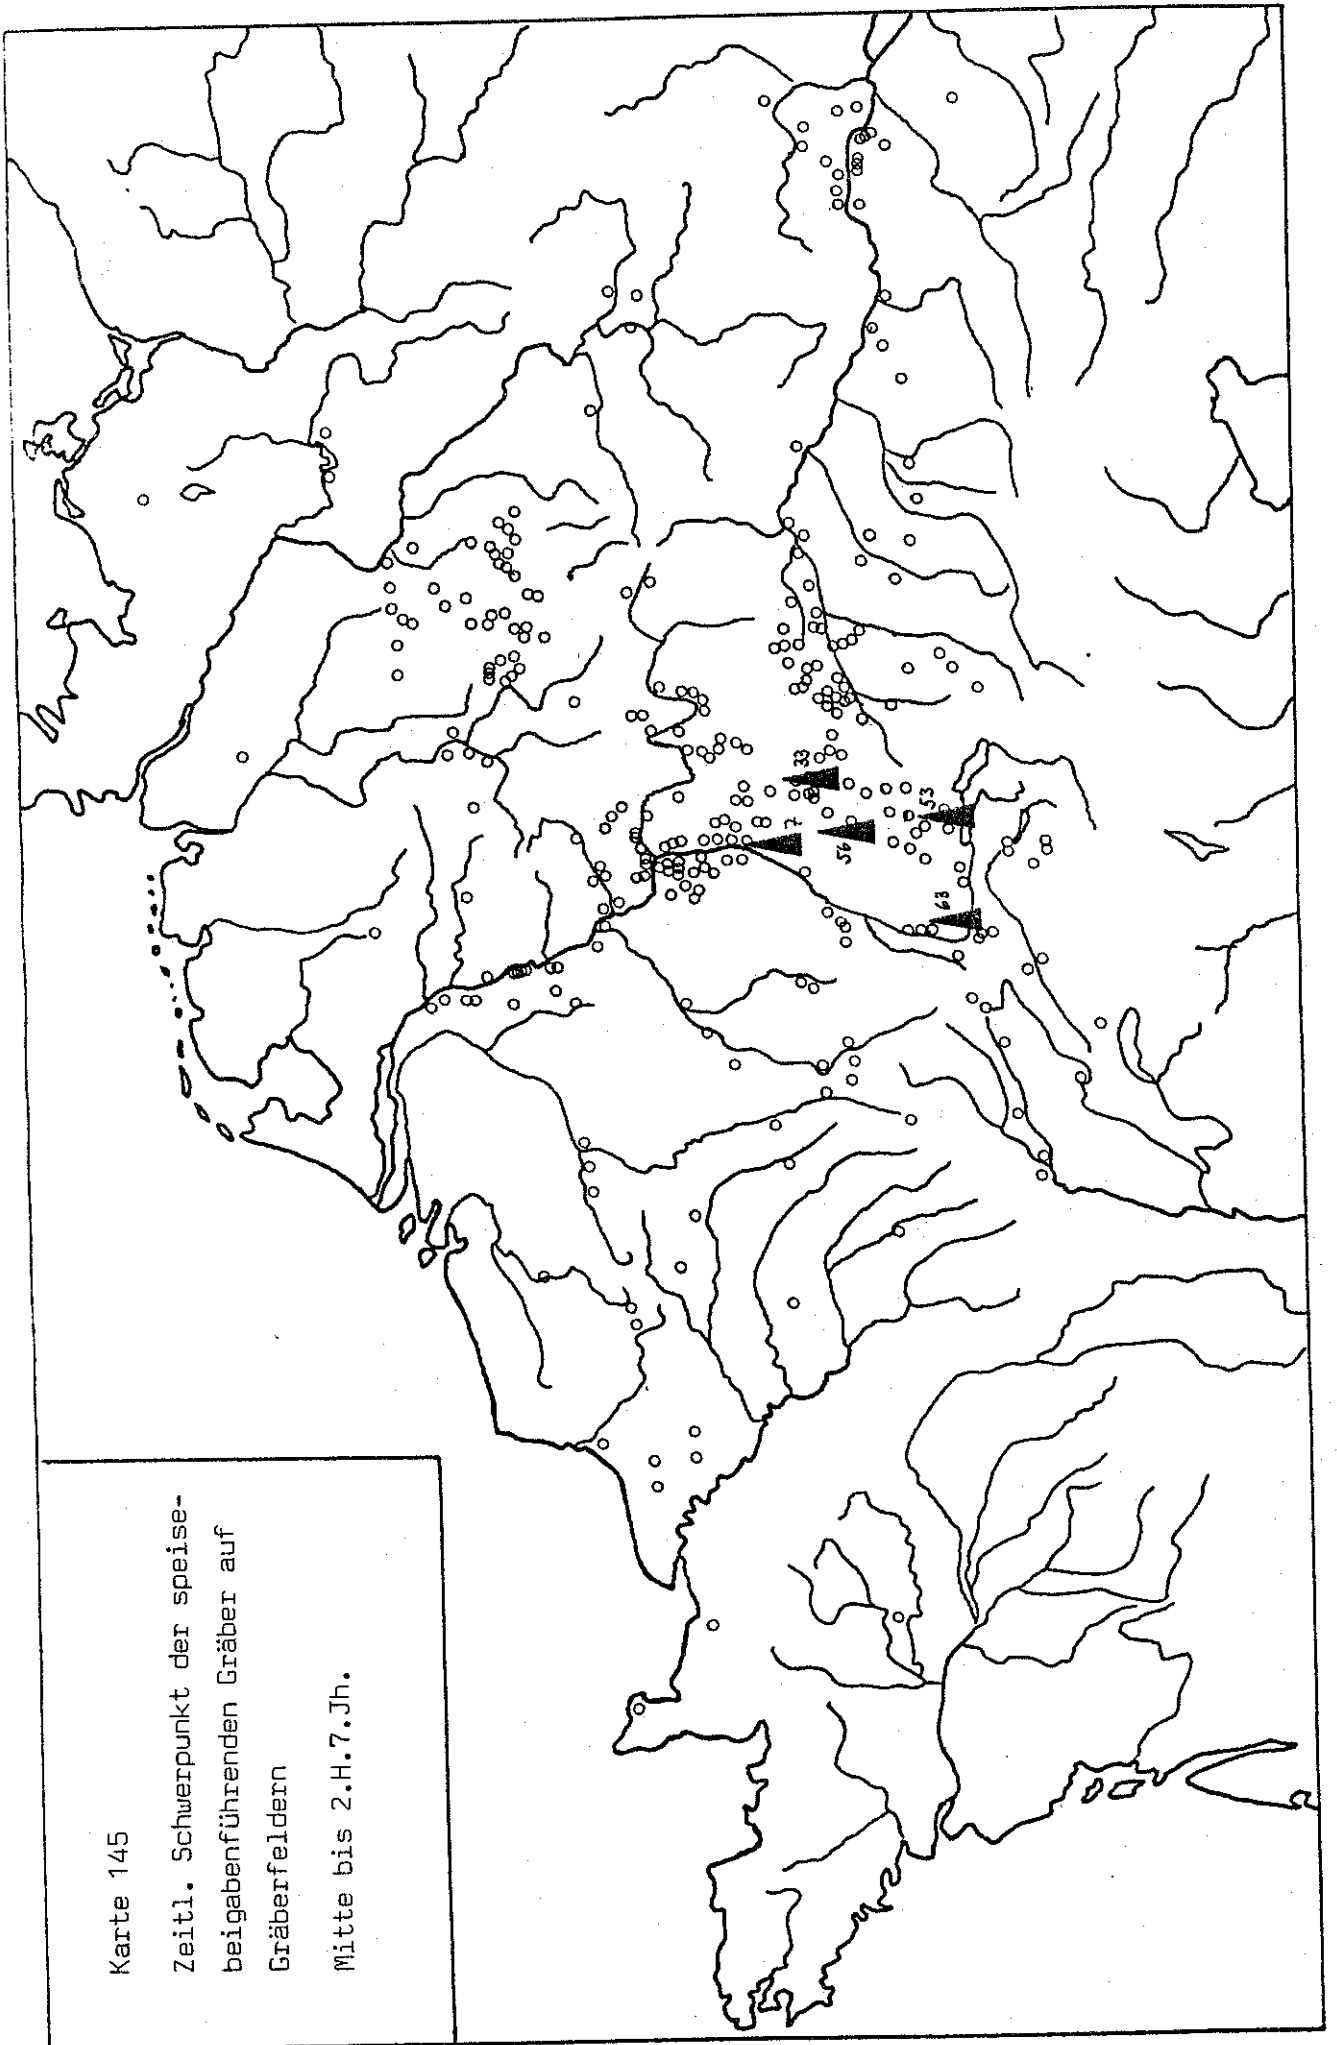 Karte 145
Zeitl. Schwerpunkt der speise-
beigabenführenden Gräber auf
Gräberfeldern
Mitte bis 2.H.7.Jh.
33
7
56
53
63